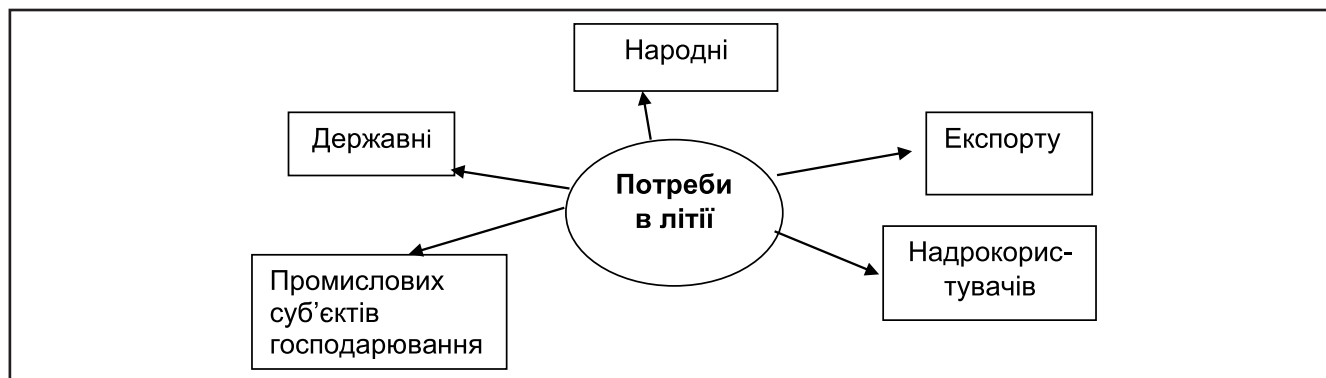 Народні
Державні
Експорту
Потреби
в літії
Промислових
суб’єктів
господарювання
Надрокорис-
тувачів